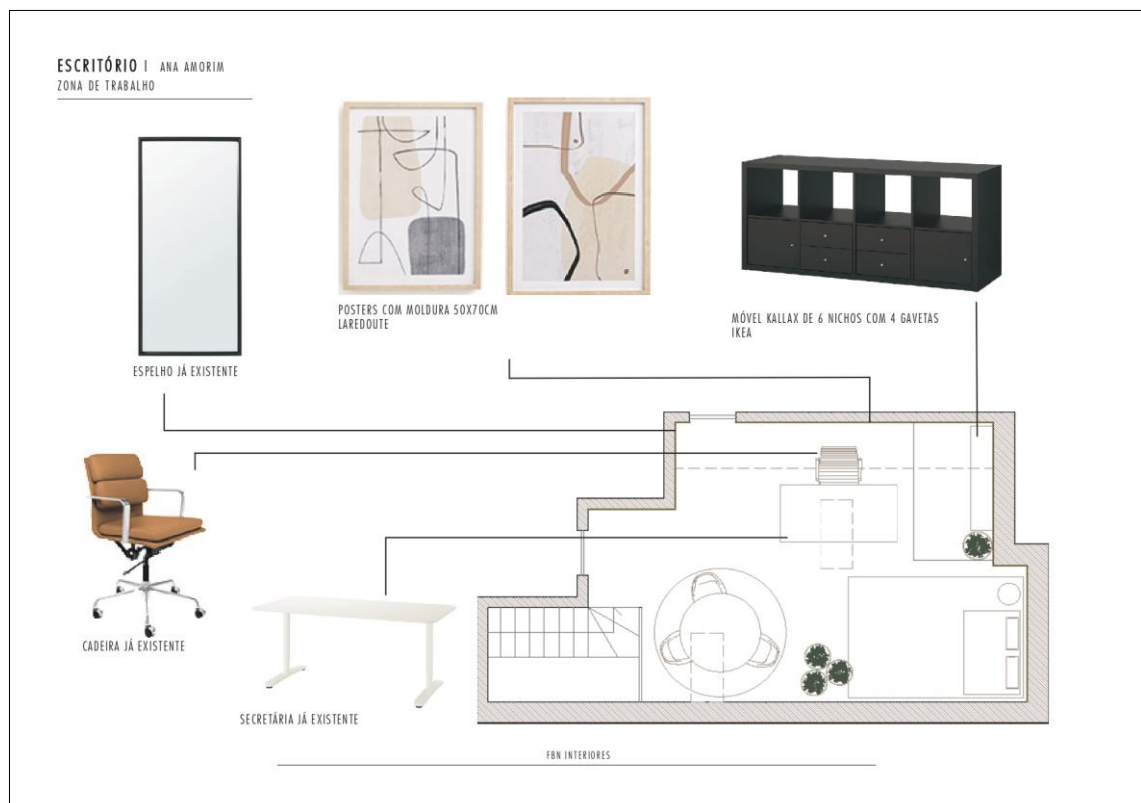 ESCRITÓRIO | ANA AMORIM
ZONA DE TRABALHO
POSTERS COM MOLDURA 50X70CM
LAREDOUTE
MÓVEL KALLAX DE 6 NICHOS COM 4 GAVETAS
IKEA
ESPELHO JÁ EXISTENTE
CADEIRA JÁ EXISTENTE
SECRETÁRIA JÁ EXISTENTE
FBN INTERIORES